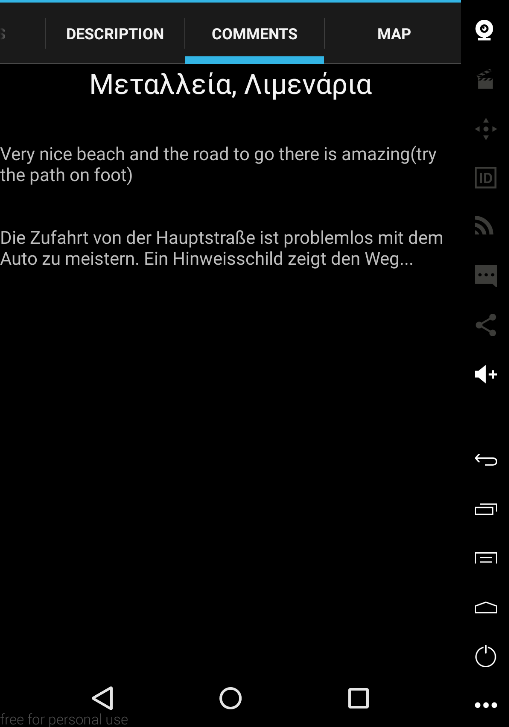 S
DESCRIPTION
COMMENTS
MAP
Μεταλλεία, Λιμενάρια
Very nice beach and the road to go there is amazing(try
the path on foot)
Die Zufahrt von der Hauptstraße ist problemlos mit dem
Auto zu meistern. Ein Hinweisschild zeigt den Weg...
ID
free for personal use